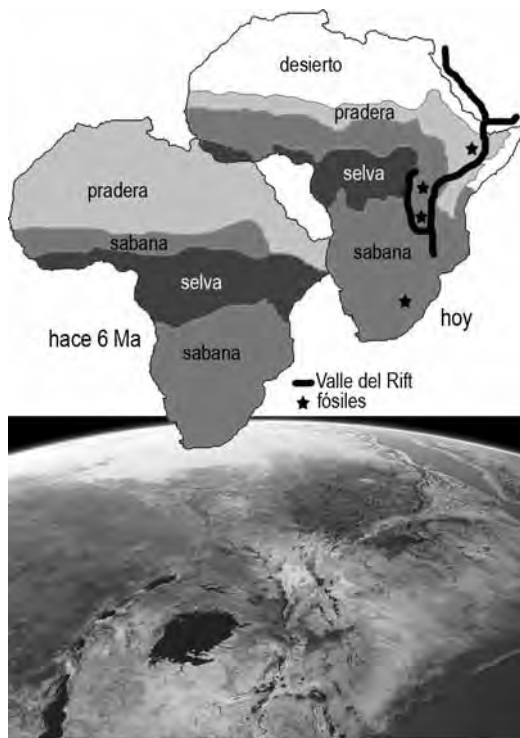 desierto
pradera
selva
sabana
hoy
pradera
sabana
selva
hace 6 Ma
sabana
Valle del Rift
fósiles